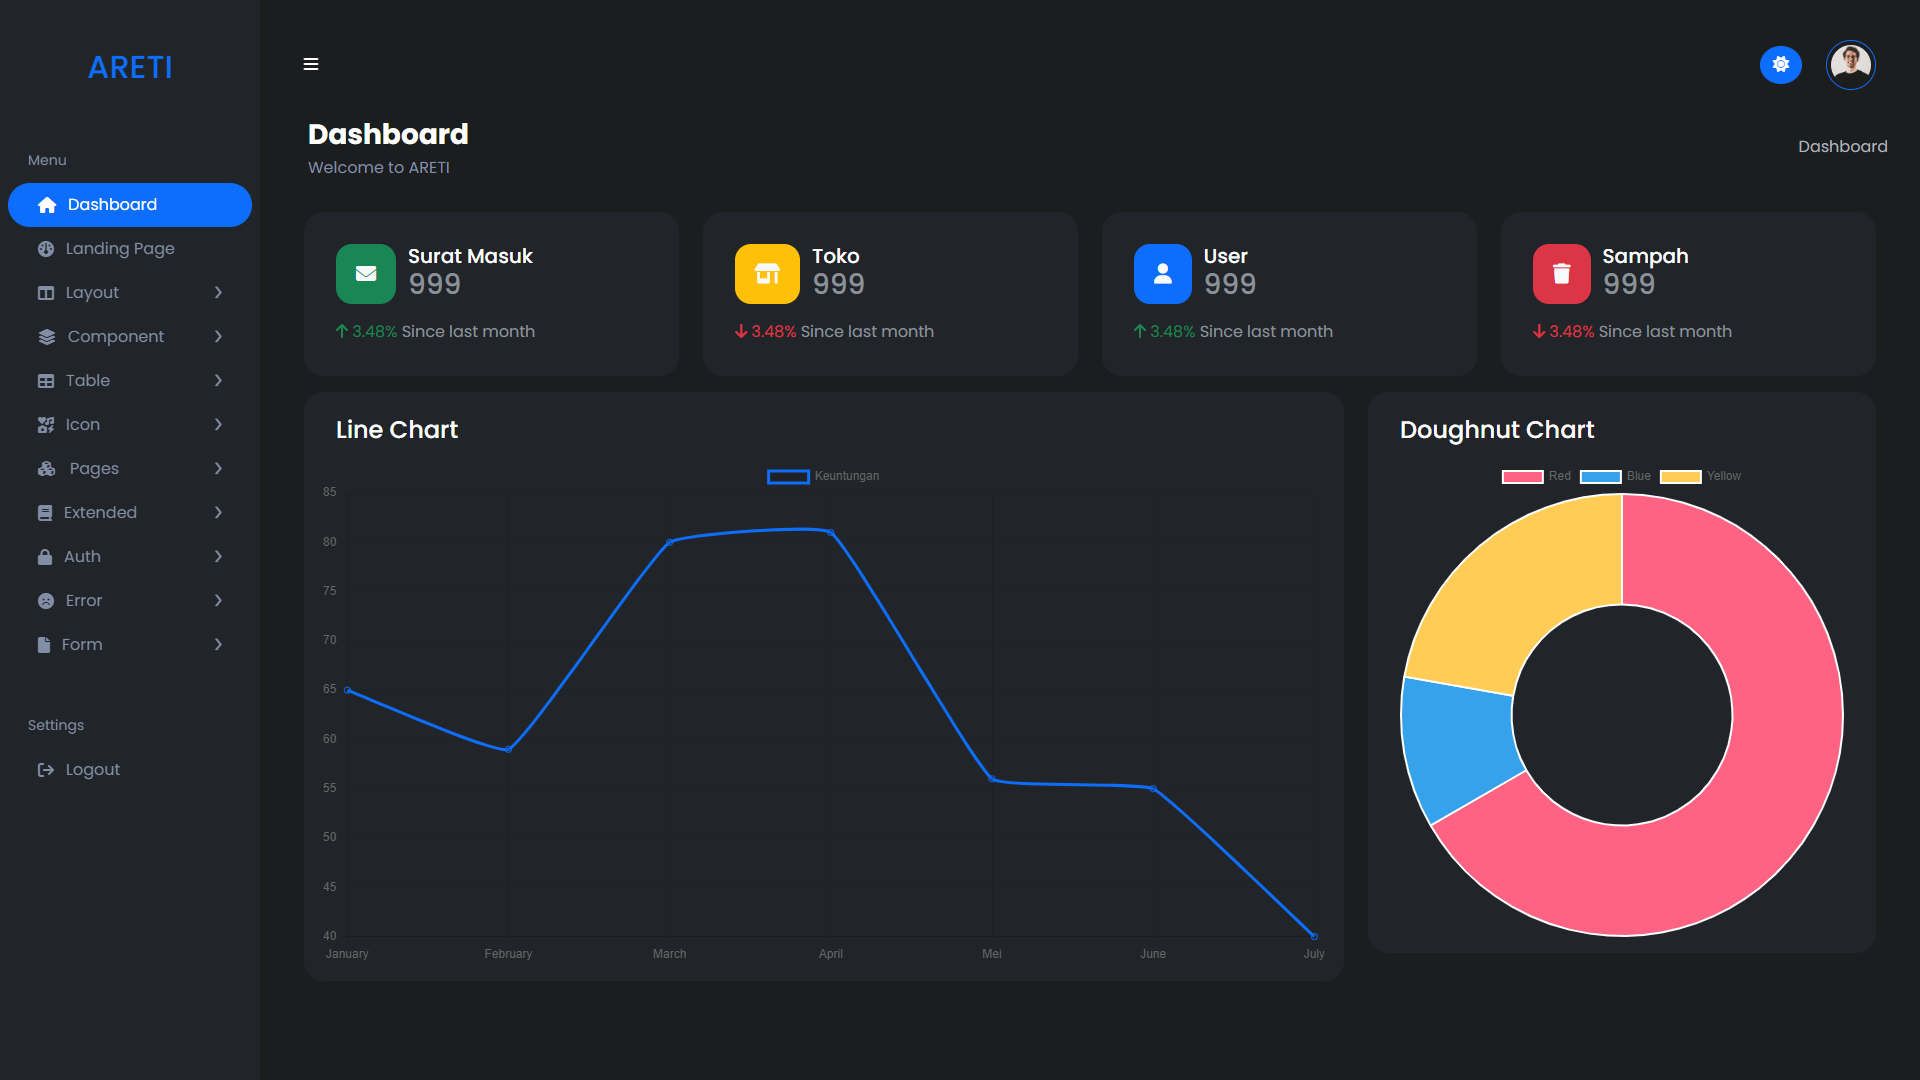 ARETI
Menu
Dashboard
Landing Page
Layout
Component
Table
Icon
Pages
Extended
Auth
Error
Form
Settings
Logout
Dashboard
Welcome to ARETI
Dashboard
Surat Masuk
999
3.48% Since last month
Toko
999
3.48% Since last month
User
999
3.48% Since last month
Sampah
999
3.48% Since last month
Line Chart
Keuntungan
85
80
75
70
65
60
55
50
45
40
January February March April Mei June July
Doughnut Chart
Red Blue Yellow